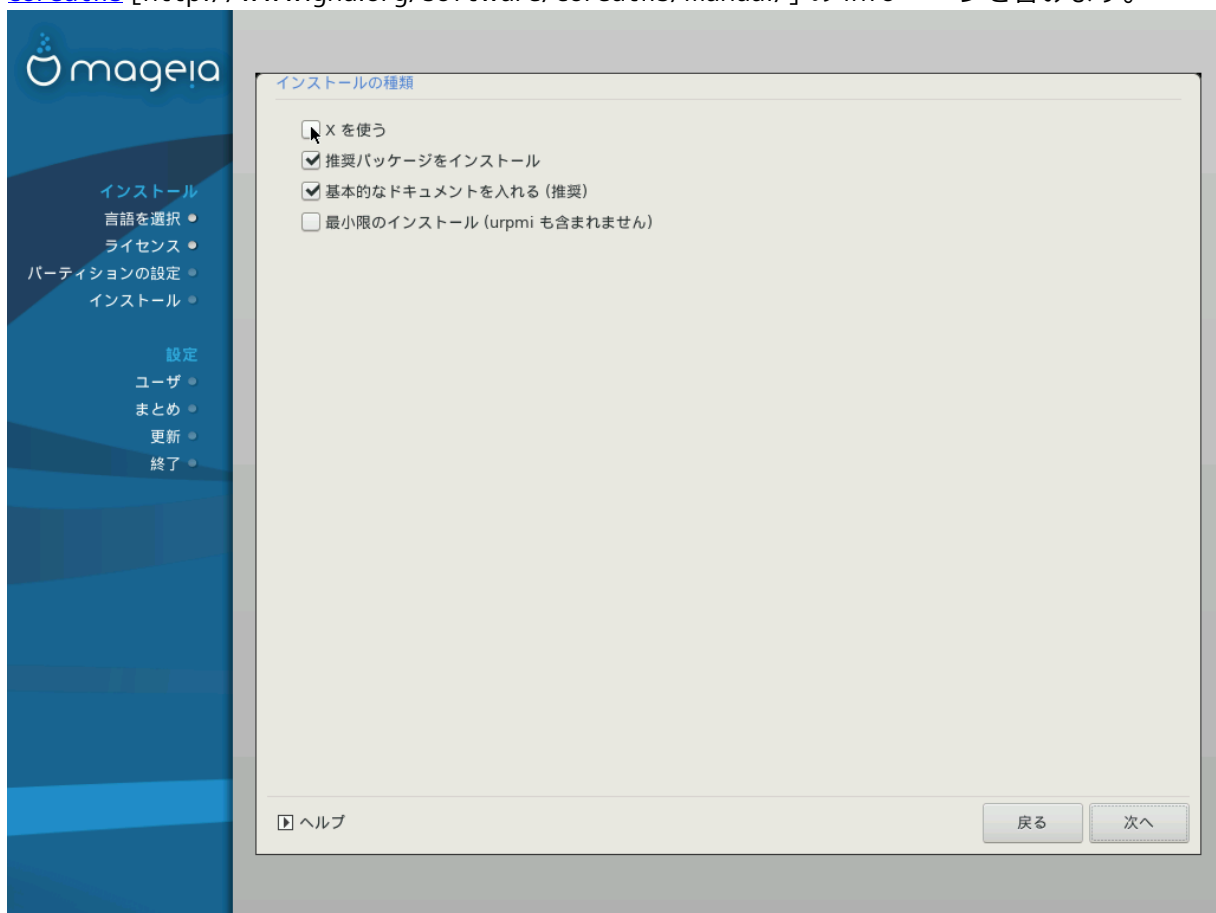 mageia
インストールの種類
X を使う
推奨パッケージをインストール
基本的なドキュメントを入れる (推奨)
最小限のインストール (urpmi も含まれません)
インストール
言語を選択
ライセンス
パーティションの設定
インストール
設定
ユーザ
まとめ
更新
終了
ヘルプ
戻る
次へ